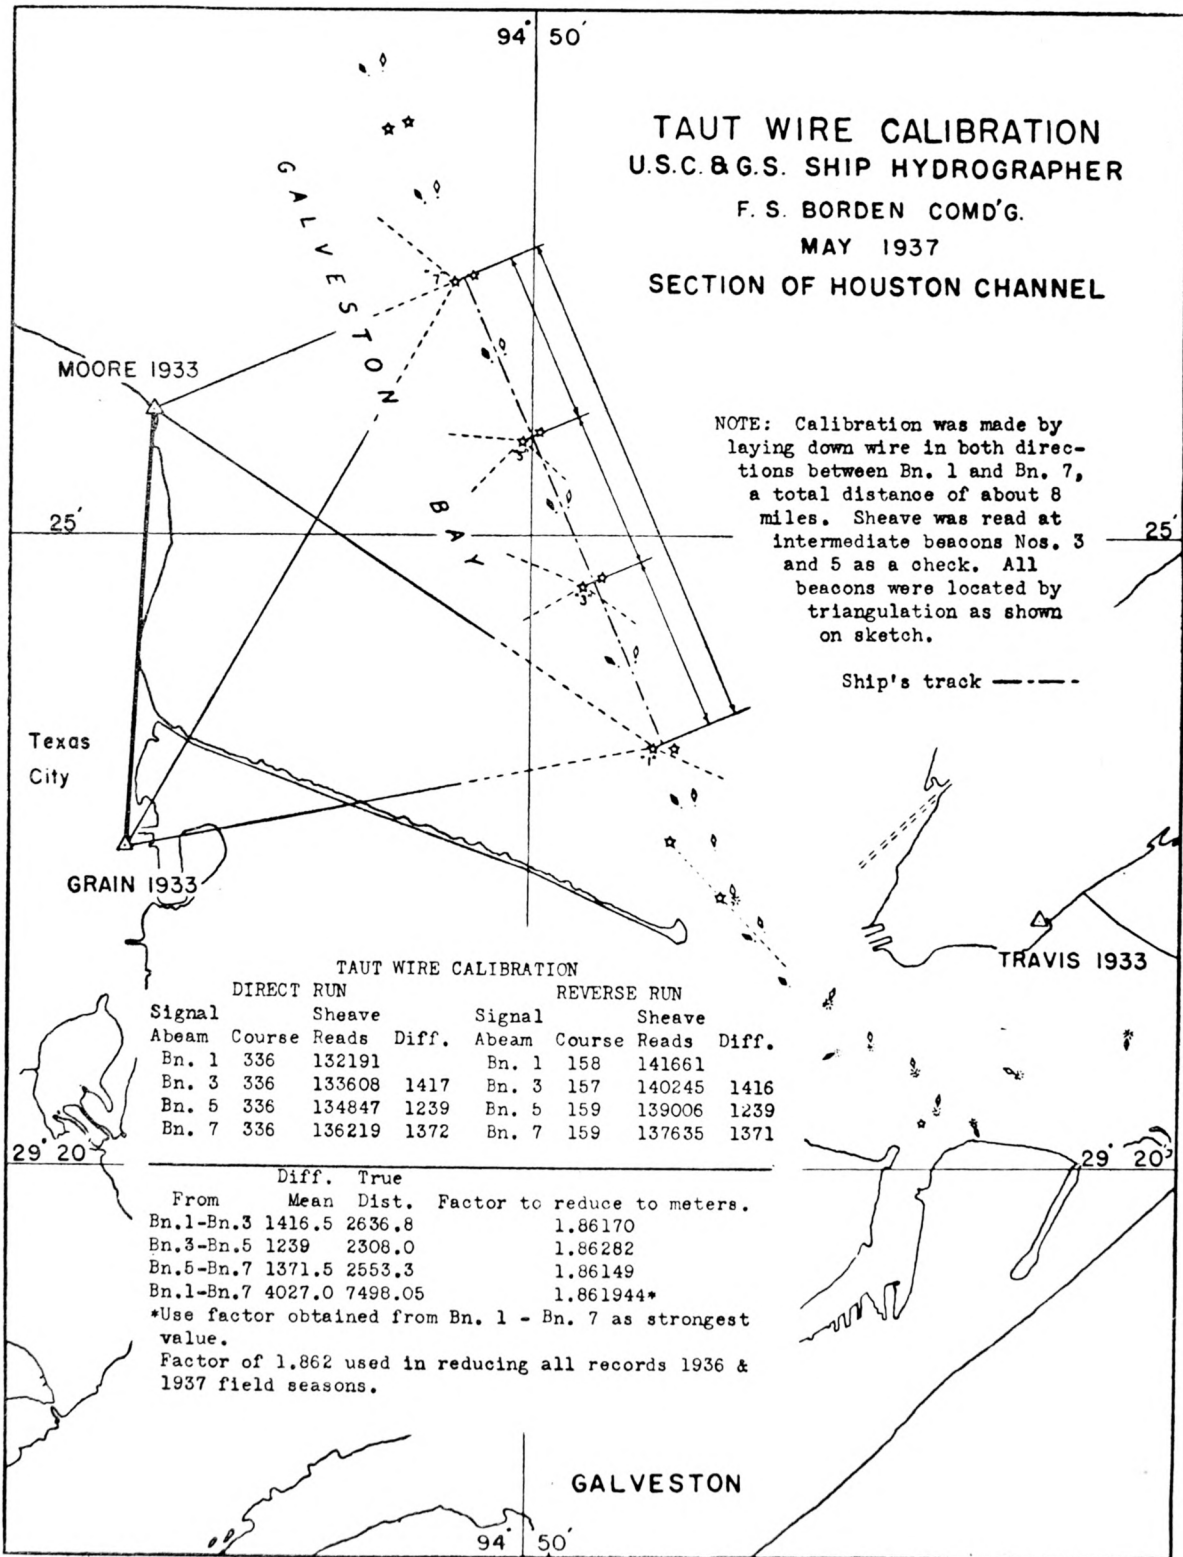 94° 50′
TAUT WIRE CALIBRATION
U.S.C. & G.S. SHIP HYDROGRAPHER
F. S. BORDEN COMD'G.
MAY 1937
SECTION OF HOUSTON CHANNEL
GALVESTON
BAY
"7"
MOORE 1933
"5"
NOTE: Calibration was made by
laying down wire in both direc-
tions between Bn. 1 and Bn. 7,
a total distance of about 8
miles. Sheave was read at
intermediate beacons Nos. 3
and 5 as a check. All
beacons were located by
triangulation as shown
on sketch.
25′ 25′
"3"
Ship's track
"1" "2"
Texas
City
GRAIN 1933
TRAVIS 1933
TAUT WIRE CALIBRATION
DIRECT RUN REVERSE RUN
Signal Sheave Signal Sheave
Abeam Course Reads Diff. Abeam Course Reads Diff.
Bn. 1 336 132191 Bn. 1 158 141661
Bn. 3 336 133608 1417 Bn. 3 157 140245 1416
Bn. 5 336 134847 1239 Bn. 5 159 139006 1239
Bn. 7 336 136219 1372 Bn. 7 159 137635 1371
29° 20′ 29° 20′
Diff. True
From Mean Dist. Factor to reduce to meters.
Bn.1-Bn.3 1416.5 2636.8 1.86170
Bn.3-Bn.5 1239 2308.0 1.86282
Bn.5-Bn.7 1371.5 2553.3 1.86149
Bn.1-Bn.7 4027.0 7498.05 1.861944*
*Use factor obtained from Bn. 1 - Bn. 7 as strongest
value.
Factor of 1.862 used in reducing all records 1936 &
1937 field seasons.
GALVESTON
94° 50′